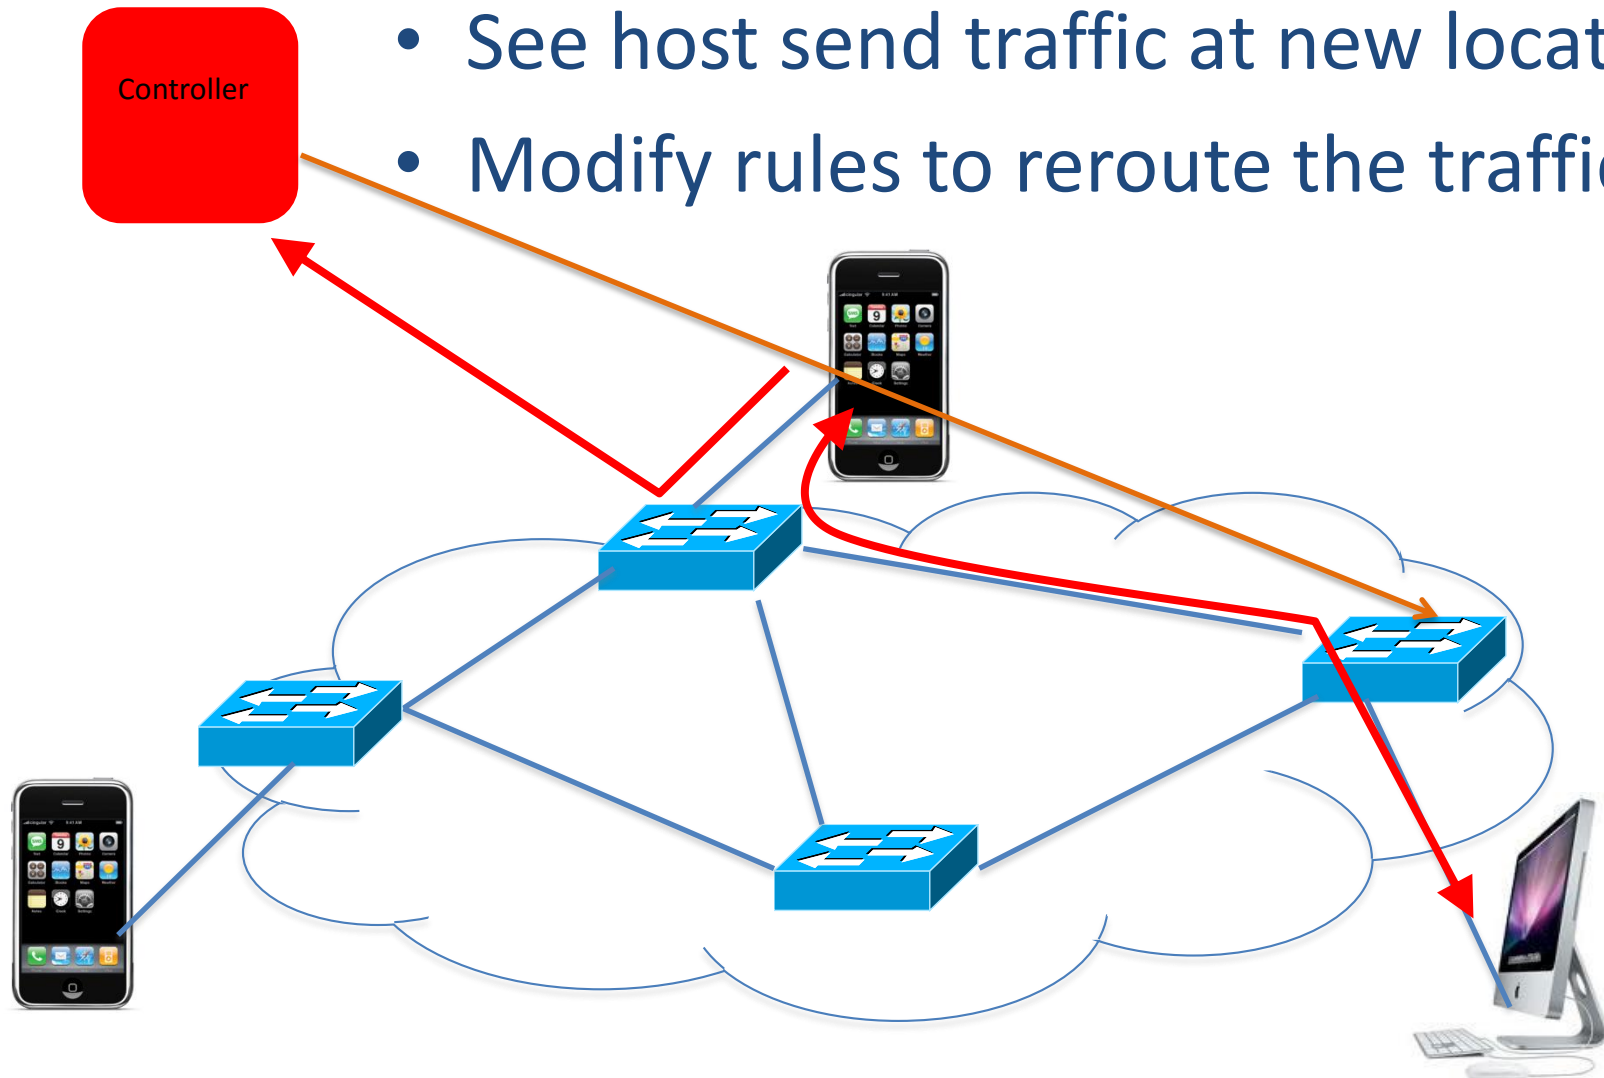 • See host send traffic at new locat
Controller
• Modify rules to reroute the traffi